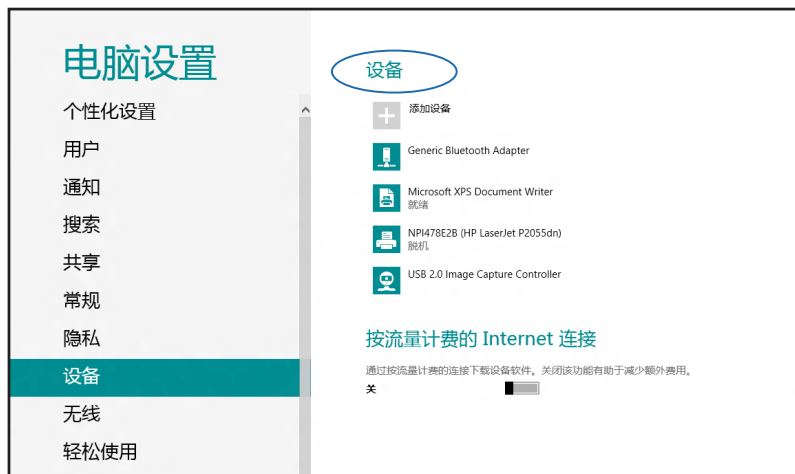 电脑设置
个性化设置
用户
通知
搜索
共享
常规
隐私
设备
无线
轻松使用
设备
添加设备
Generic Bluetooth Adapter
Microsoft XPS Document Writer
就绪
NPI478E2B (HP LaserJet P2055dn)
脱机
USB 2.0 Image Capture Controller
按流量计费的 Internet 连接
通过按流量计费的连接下载设备软件。关闭该功能有助于减少额外费用。
关